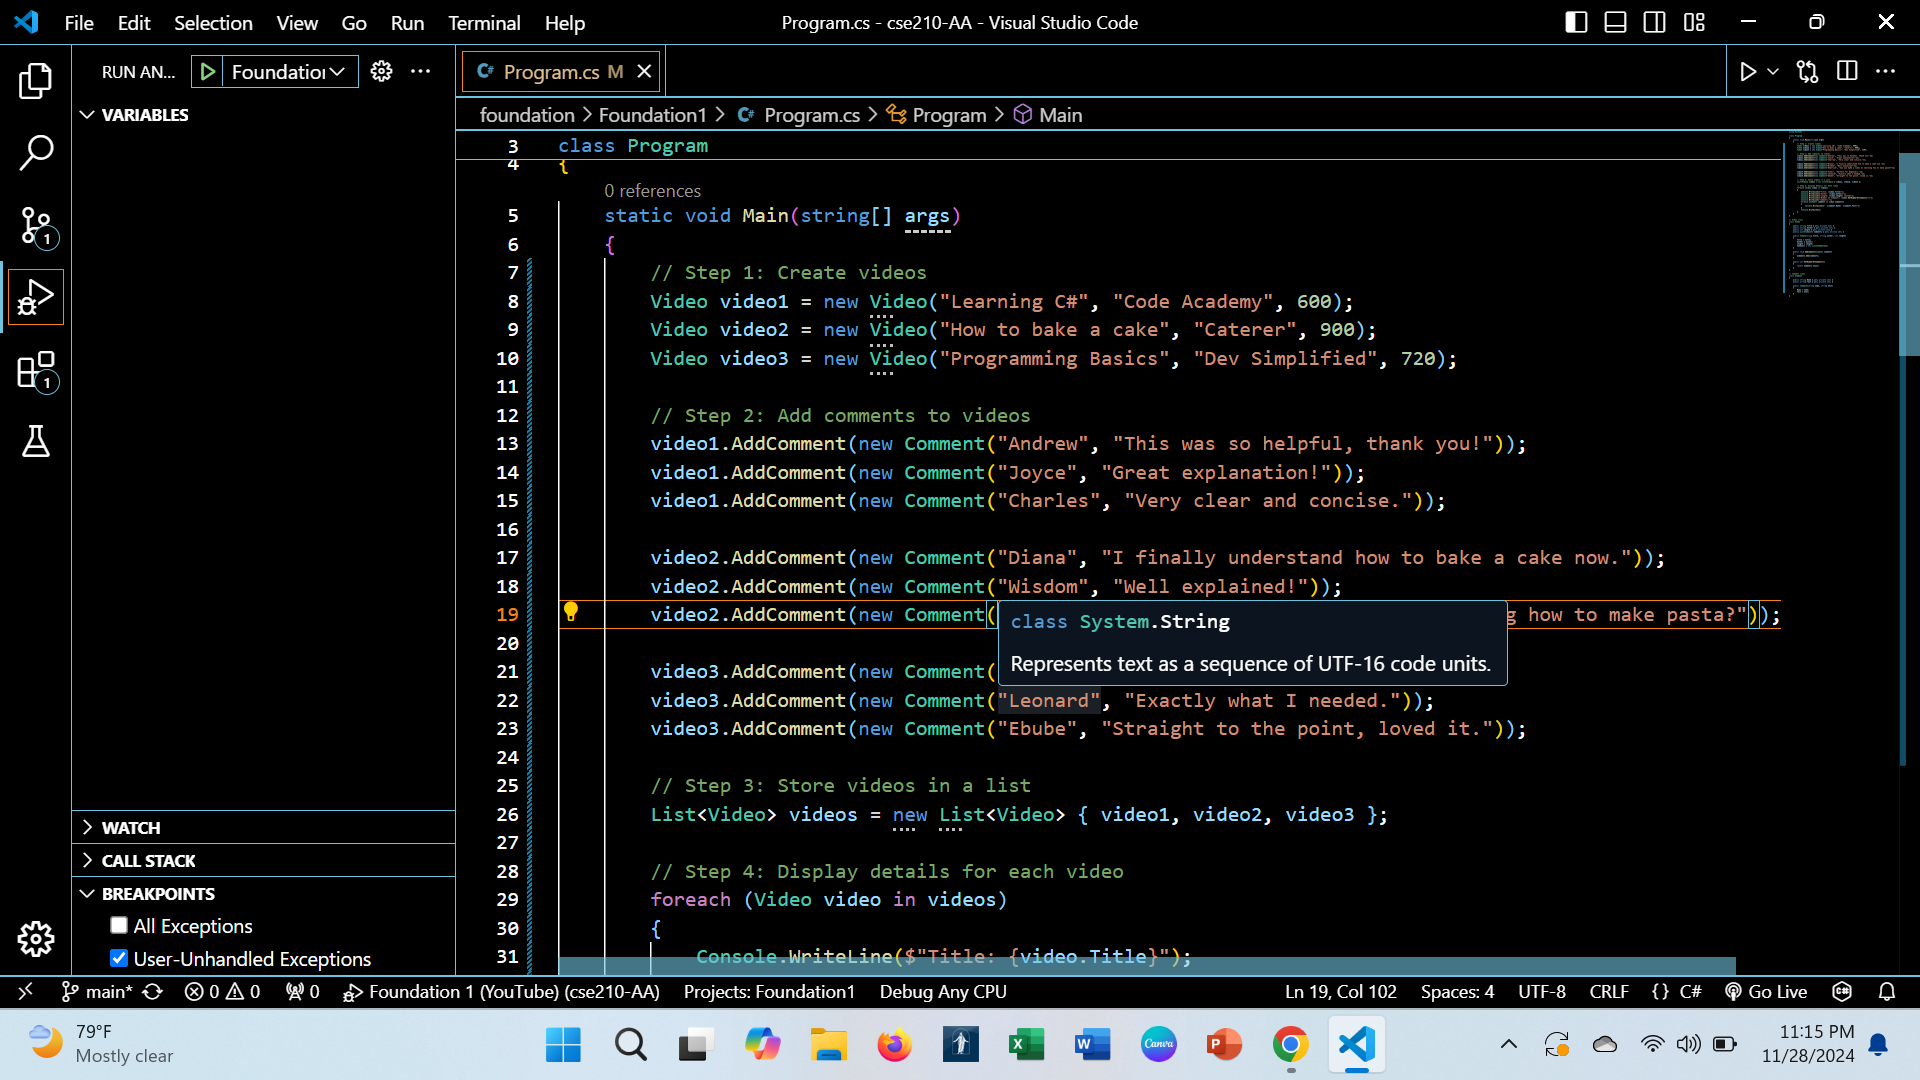 File Edit Selection View Go Run Terminal Help
Program.cs - cse210-AA - Visual Studio Code
RUN AN... Foundation
VARIABLES
WATCH
CALL STACK
BREAKPOINTS
All Exceptions
User-Unhandled Exceptions
1
1
C# Program.cs M
foundation > Foundation1 > C# Program.cs > Program > Main
3 class Program
4 {
0 references
5 static void Main(string[] args)
6 {
7 // Step 1: Create videos
8 Video video1 = new Video("Learning C#", "Code Academy", 600);
9 Video video2 = new Video("How to bake a cake", "Caterer", 900);
10 Video video3 = new Video("Programming Basics", "Dev Simplified", 720);
11
12 // Step 2: Add comments to videos
13 video1.AddComment(new Comment("Andrew", "This was so helpful, thank you!"));
14 video1.AddComment(new Comment("Joyce", "Great explanation!"));
15 video1.AddComment(new Comment("Charles", "Very clear and concise."));
16
17 video2.AddComment(new Comment("Diana", "I finally understand how to bake a cake now."));
18 video2.AddComment(new Comment("Wisdom", "Well explained!"));
19 video2.AddComment(new Comment( g how to make pasta?"));
class System.String
Represents text as a sequence of UTF-16 code units.
20
21 video3.AddComment(new Comment(
22 video3.AddComment(new Comment("Leonard", "Exactly what I needed."));
23 video3.AddComment(new Comment("Ebube", "Straight to the point, loved it."));
24
25 // Step 3: Store videos in a list
26 List<Video> videos = new List<Video> { video1, video2, video3 };
27
28 // Step 4: Display details for each video
29 foreach (Video video in videos)
30 {
31 Console.WriteLine($"Title: {video.Title}");
main* 0 0 0 Foundation 1 (YouTube) (cse210-AA) Projects: Foundation1 Debug Any CPU Ln 19, Col 102 Spaces: 4 UTF-8 CRLF {} C# Go Live
79°F
Mostly clear
Canva
11:15 PM
11/28/2024